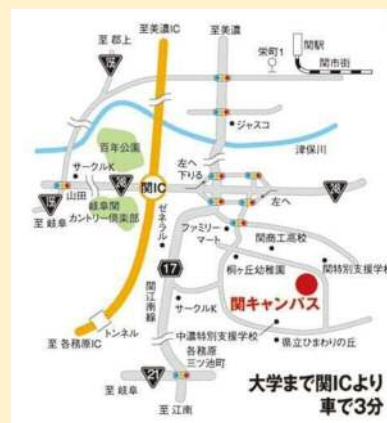 至美濃IC
至美濃
至 郡上
156
栄町1
関駅
関市街
ジャスコ
津保川
百年公園
サークルK
左へ
下りる
248
関IC
248
156
山田
岐阜関
カントリー倶楽部
左へ
至 岐阜
ゼネラル
ファミリー
マート
関商工高校
17
桐ヶ丘幼稚園
関特別支援学校
関江南線
関キャンパス
サークルK
トンネル
中濃特別支援学校
至 各務原IC
各務原
三ツ池町
県立ひまわりの丘
21
至 岐阜
至 江南
大学まで関ICより
車で3分